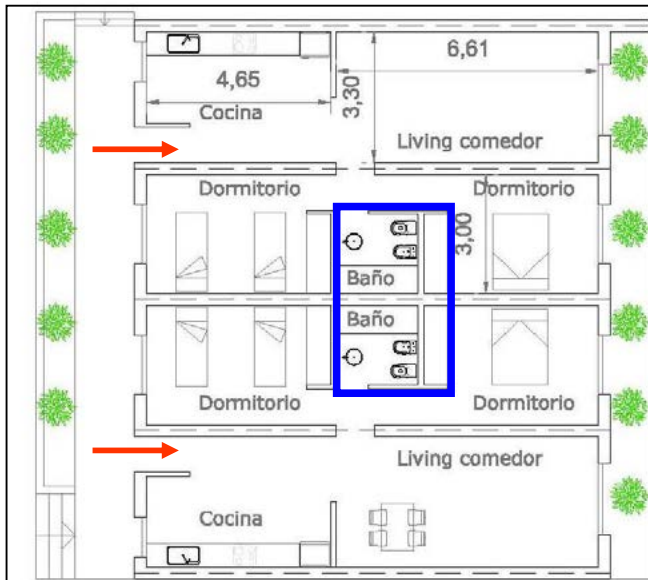 6,61
4,65
3,30
Cocina
Living comedor
Dormitorio
Dormitorio
3,00
Baño
Baño
Dormitorio
Dormitorio
Living comedor
Cocina